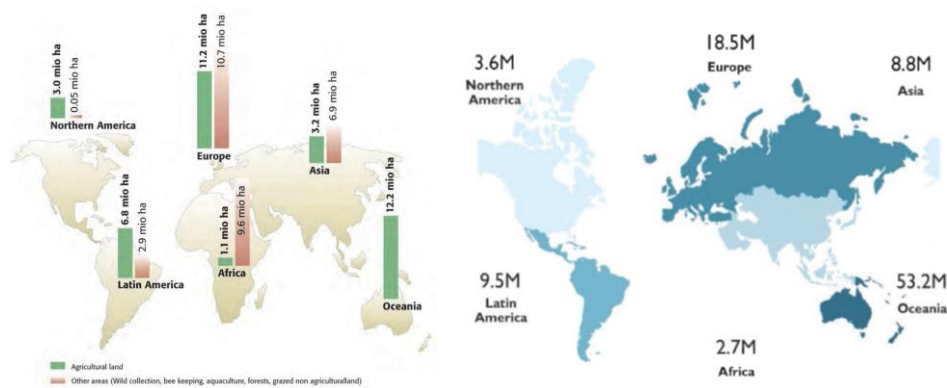 3.0 mio ha
0.05 mio ha
Northern America
11.2 mio ha
10.7 mio ha
Europe
3.2 mio ha
6.9 mio ha
Asia
6.8 mio ha
2.9 mio ha
Latin America
1.1 mio ha
9.6 mio ha
Africa
12.2 mio ha
Oceania
Agricultural land
Other areas (Wild collection, bee keeping, aquaculture, forests, grazed non agriculturalland)
3.6M
Northern
America
18.5M
Europe
8.8M
Asia
9.5M
Latin
America
53.2M
Oceania
2.7M
Africa